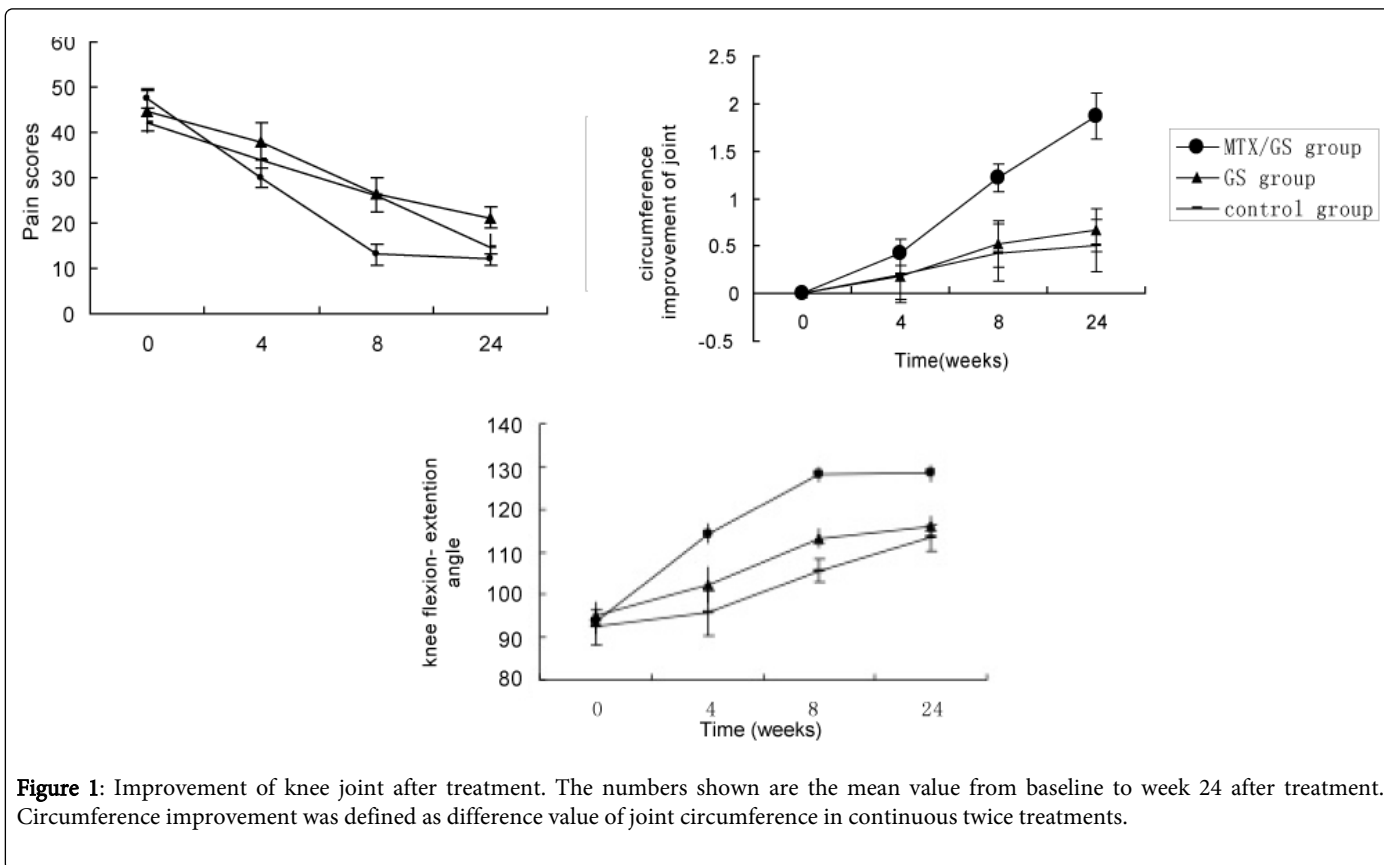 60
50
40
30
20
10
0
Pain scores
0 4 8 24
2.5
2
1.5
1
0.5
0
-0.5
circumference
improvement of joint
0 4 8 24
Time(weeks)
MTX/GS group
GS group
control group
140
130
120
110
100
90
80
knee flexion- extention
angle
0 4 8 24
Time (weeks)
Figure 1: Improvement of knee joint after treatment. The numbers shown are the mean value from baseline to week 24 after treatment.
Circumference improvement was defined as difference value of joint circumference in continuous twice treatments.